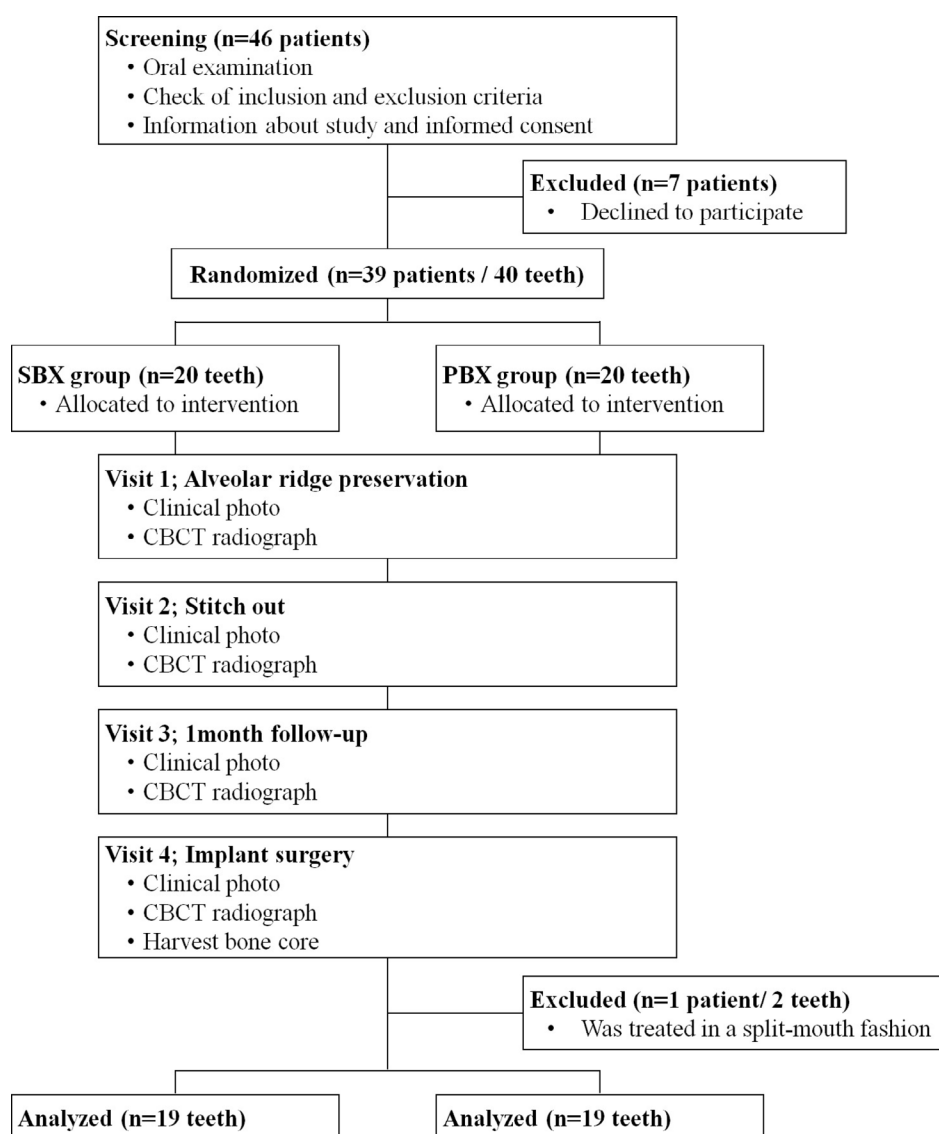 Screening (n=46 patients)
• Oral examination
• Check of inclusion and exclusion criteria
• Information about study and informed consent
Excluded (n=7 patients)
• Declined to participate
Randomized (n=39 patients / 40 teeth)
SBX group (n=20 teeth)
• Allocated to intervention
PBX group (n=20 teeth)
• Allocated to intervention
Visit 1; Alveolar ridge preservation
• Clinical photo
• CBCT radiograph
Visit 2; Stitch out
• Clinical photo
• CBCT radiograph
Visit 3; 1month follow-up
• Clinical photo
• CBCT radiograph
Visit 4; Implant surgery
• Clinical photo
• CBCT radiograph
• Harvest bone core
Excluded (n=1 patient/ 2 teeth)
• Was treated in a split-mouth fashion
Analyzed (n=19 teeth)
Analyzed (n=19 teeth)